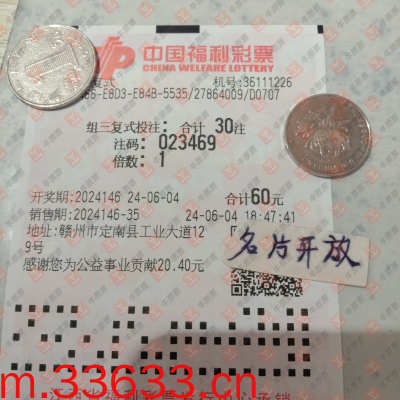 中国福利彩票
CHINA WELFARE LOTTERY
复式
机号:36111226
E8D3-E84B-5535/27864009/D0707
组三复式投注: 合计 30注
注码: 023469
倍数: 1
开奖期:2024146 24-06-04 合计60元
销售期:2024146-35 24-06-04 18:47:41
地址:赣州市定南县工业大道12
9号
名片开放
感谢您为公益事业贡献20.40元
m.33633.cn